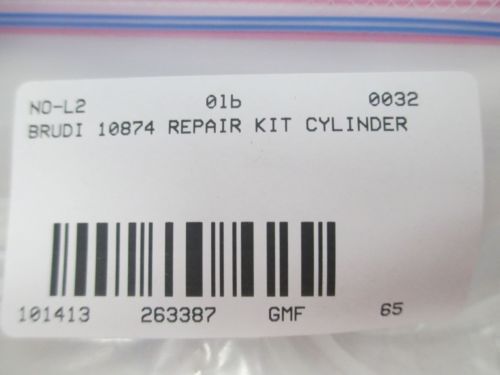 NO-L2 01b 0032
BRUDI 10874 REPAIR KIT CYLINDER
101413 263387 GMF 65